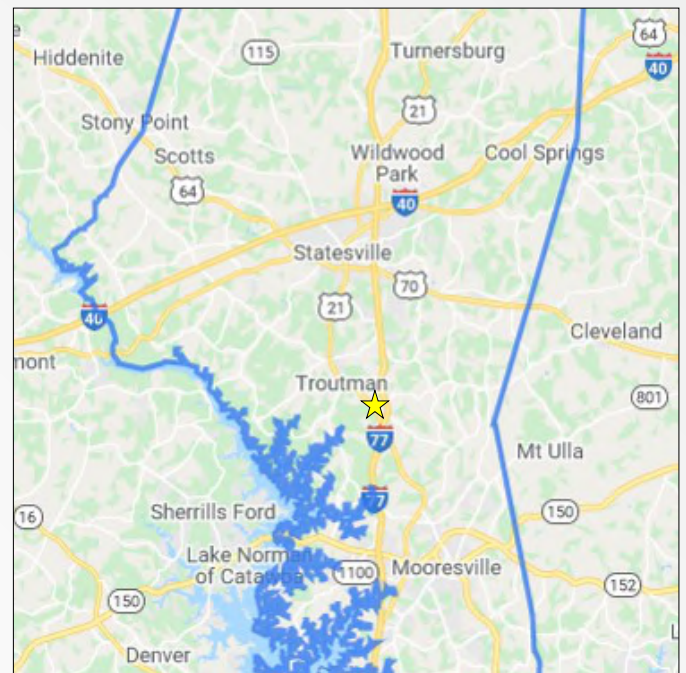 e
64
Hiddenite
115
Turnersburg
40
21
Stony Point
Scotts
Wildwood
Park
Cool Springs
64
40
Statesville
70
21
40
Cleveland
mont
Troutman
801
77
Mt Ulla
77
16
Sherrills Ford
150
Lake Norman
of Catawba
1100
Mooresville
152
150
L
Denver